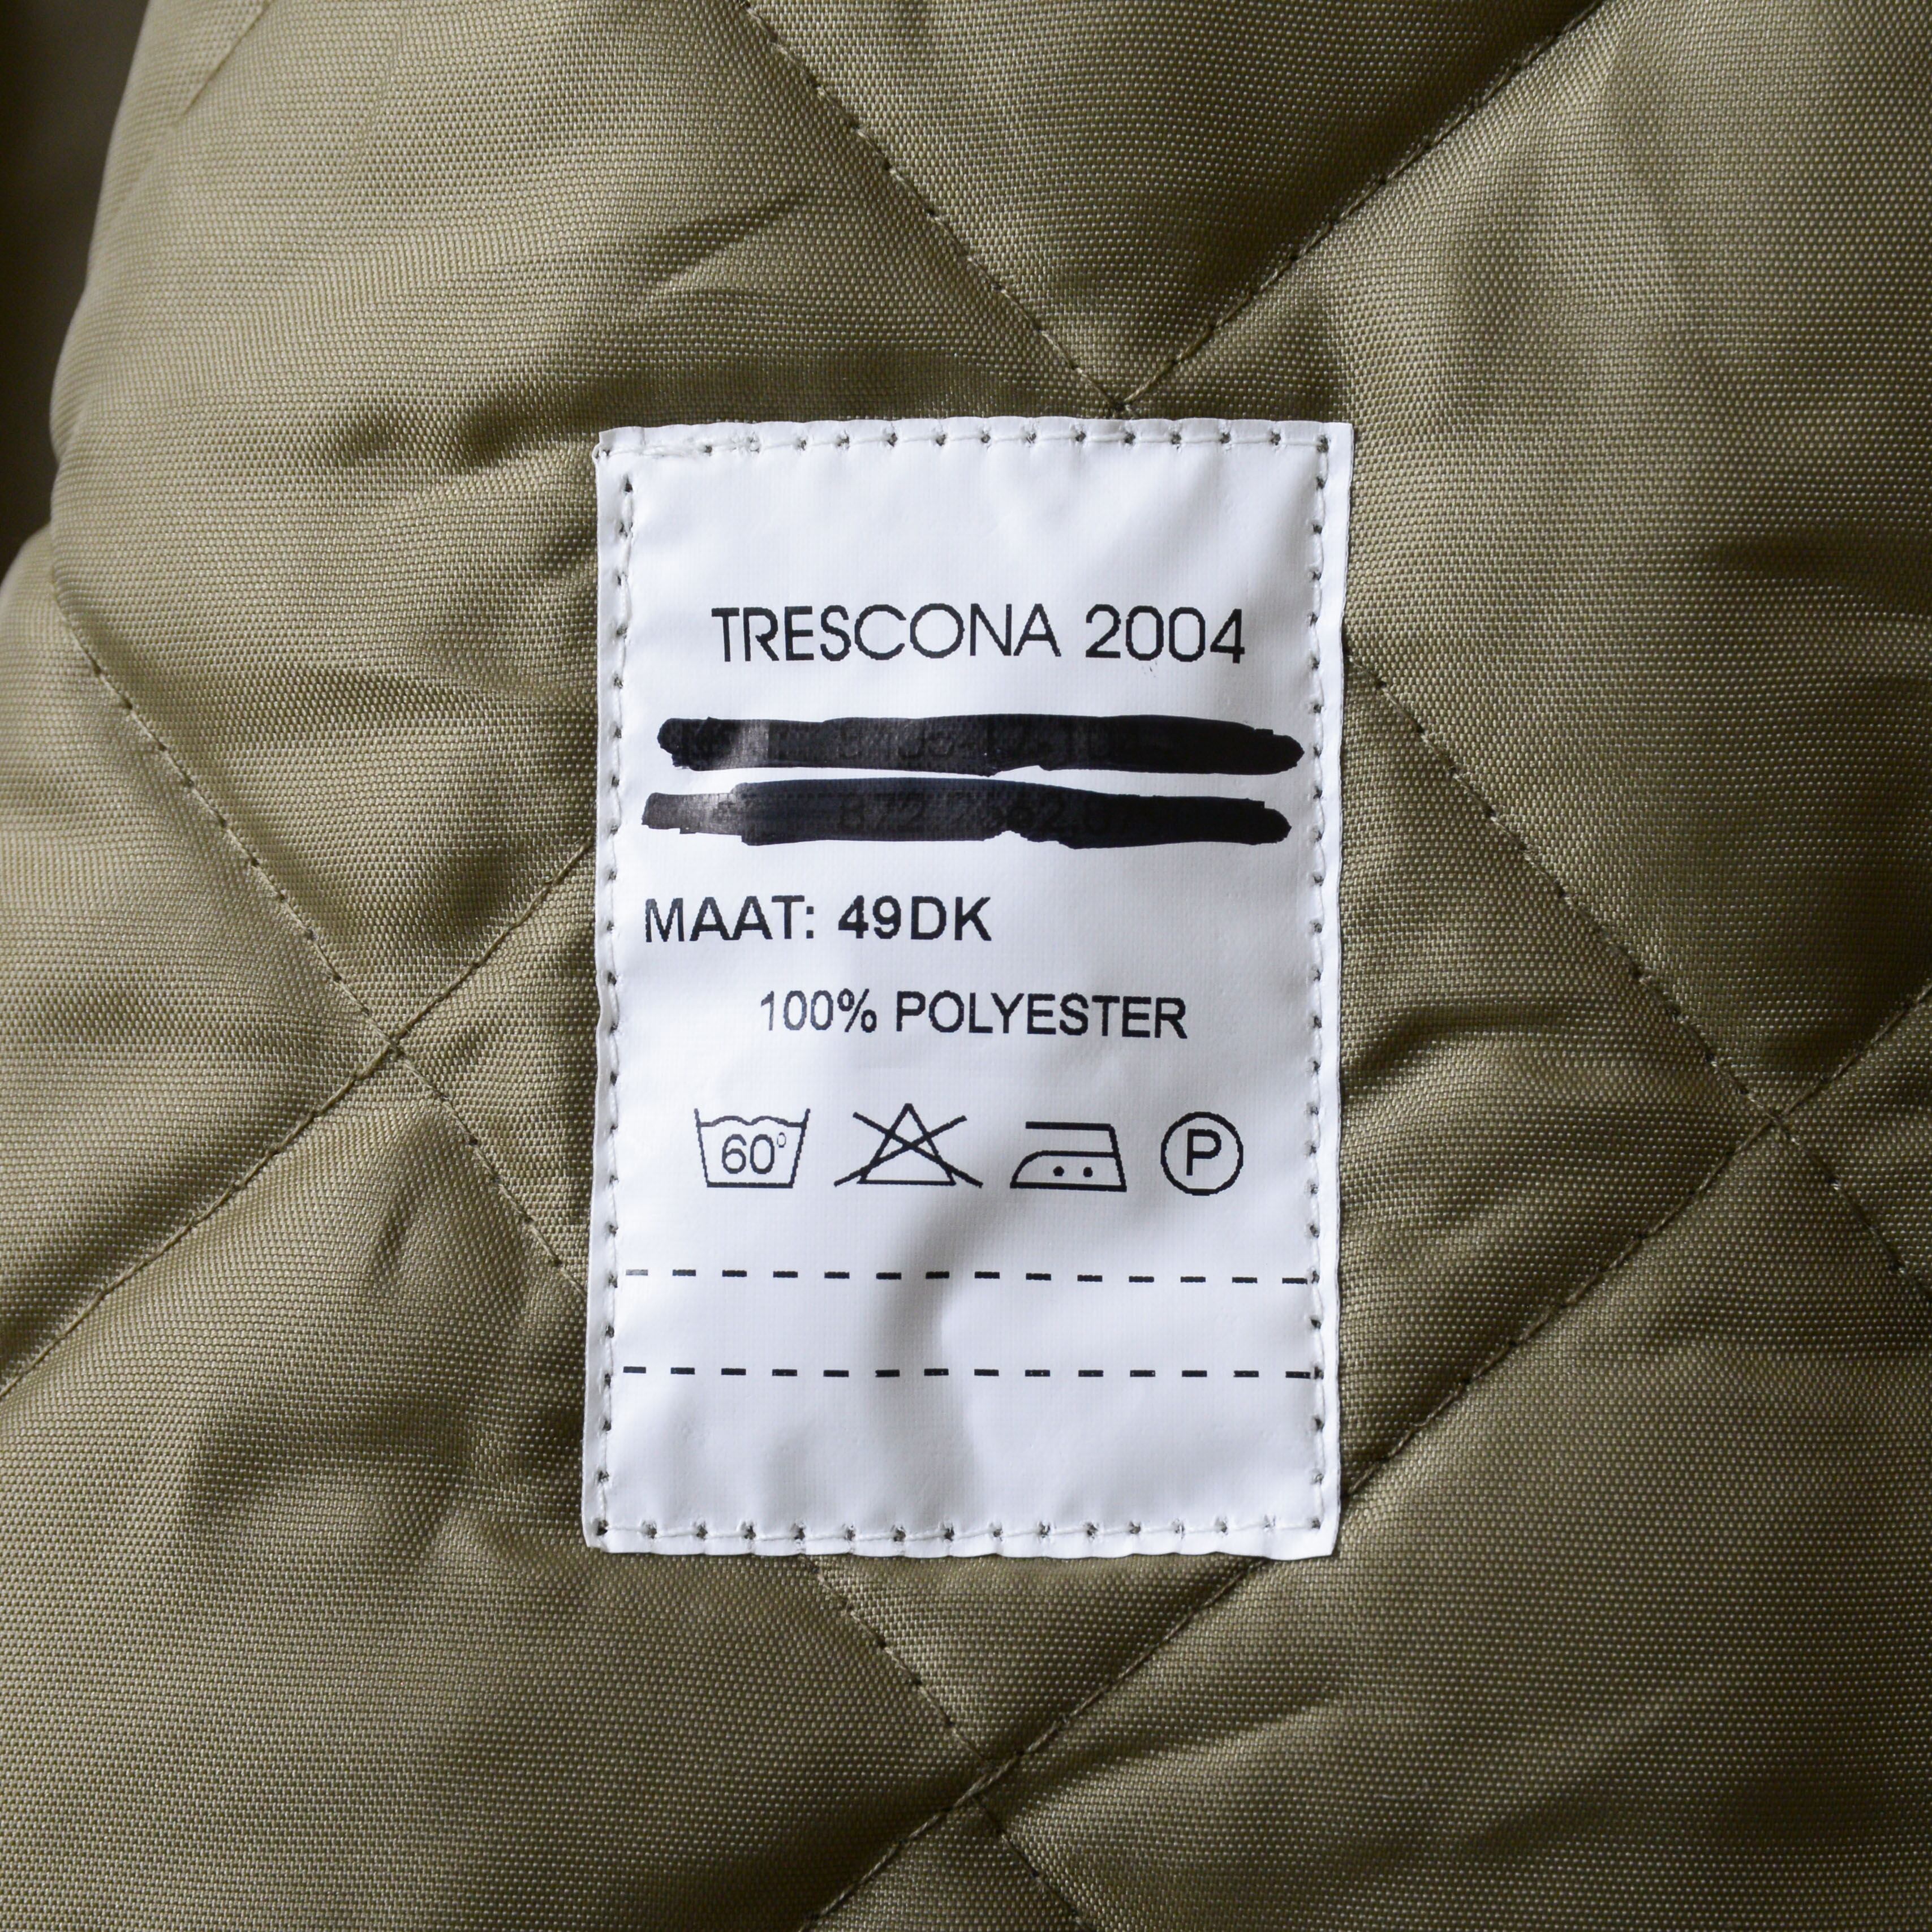 TRESCONA 2004
MAAT: 49DK
100% POLYESTER
60° P